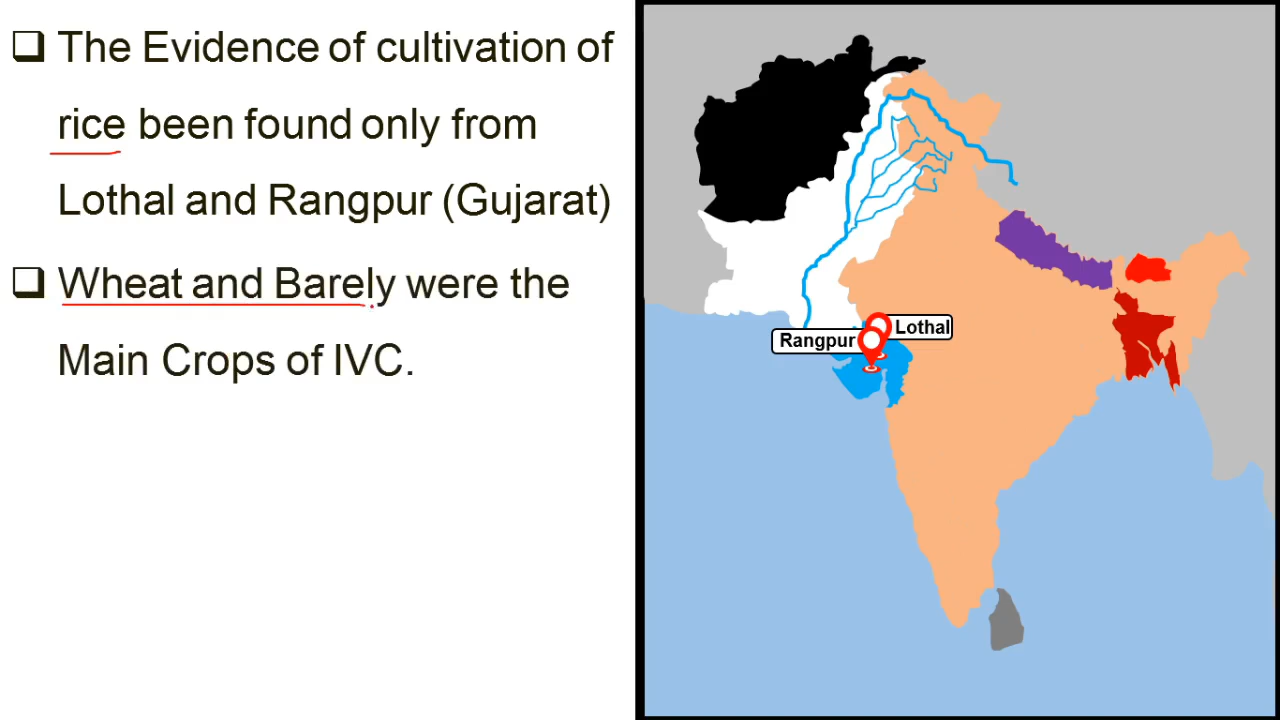 The Evidence of cultivation of
rice been found only from
Lothal and Rangpur (Gujarat)
Wheat and Barely were the
Main Crops of IVC.
Lothal
Rangpur